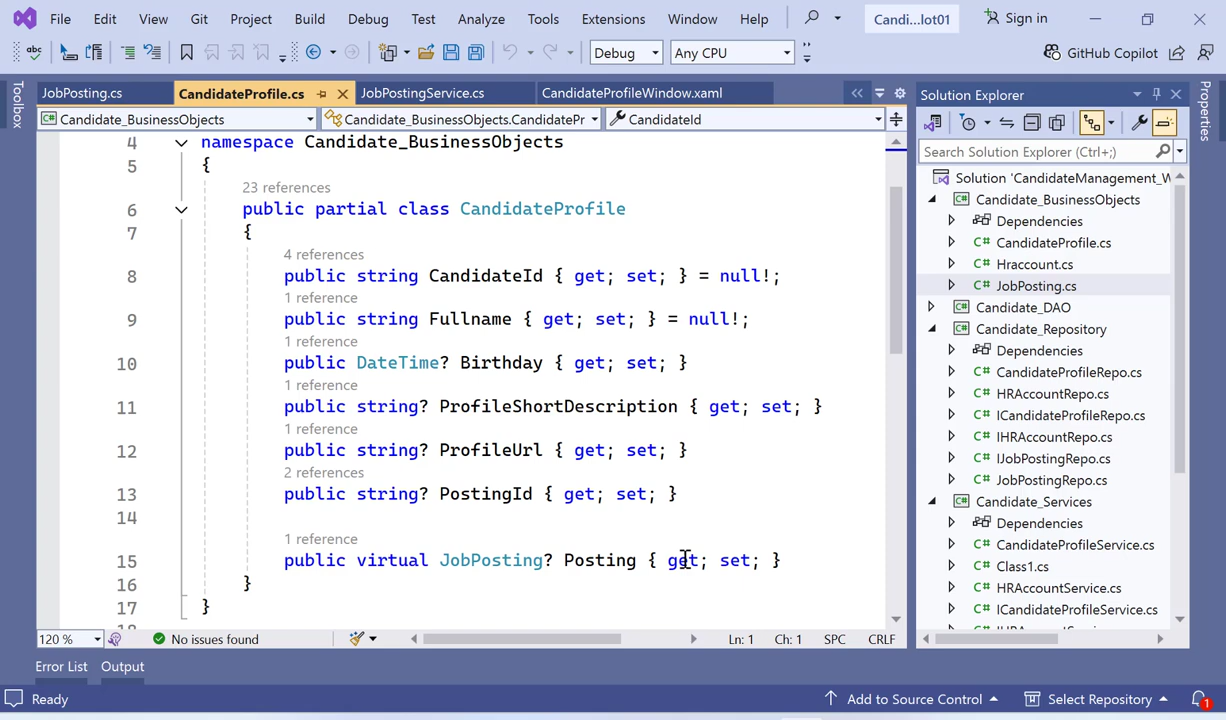 File Edit View Git Project Build Debug Test Analyze Tools Extensions Window Help Candi...lot01 Sign in
abc Debug Any CPU GitHub Copilot
Toolbox
JobPosting.cs CandidateProfile.cs JobPostingService.cs CandidateProfileWindow.xaml
Candidate_BusinessObjects Candidate_BusinessObjects.CandidatePr CandidateId
4 namespace Candidate_BusinessObjects
5 {
23 references
6 public partial class CandidateProfile
7 {
4 references
8 public string CandidateId { get; set; } = null!;
1 reference
9 public string Fullname { get; set; } = null!;
1 reference
10 public DateTime? Birthday { get; set; }
1 reference
11 public string? ProfileShortDescription { get; set; }
1 reference
12 public string? ProfileUrl { get; set; }
2 references
13 public string? PostingId { get; set; }
14
1 reference
15 public virtual JobPosting? Posting { get; set; }
16 }
17 }
120 % No issues found Ln: 1 Ch: 1 SPC CRLF
Solution Explorer
Search Solution Explorer (Ctrl+;)
Solution 'CandidateManagement_W
Candidate_BusinessObjects
Dependencies
C# CandidateProfile.cs
C# Hraccount.cs
C# JobPosting.cs
C# Candidate_DAO
C# Candidate_Repository
Dependencies
C# CandidateProfileRepo.cs
C# HRAccountRepo.cs
C# ICandidateProfileRepo.cs
C# IHRAccountRepo.cs
C# IJobPostingRepo.cs
C# JobPostingRepo.cs
C# Candidate_Services
Dependencies
C# CandidateProfileService.cs
C# Class1.cs
C# HRAccountService.cs
C# ICandidateProfileService.cs
Properties
Error List Output
Ready Add to Source Control Select Repository 1